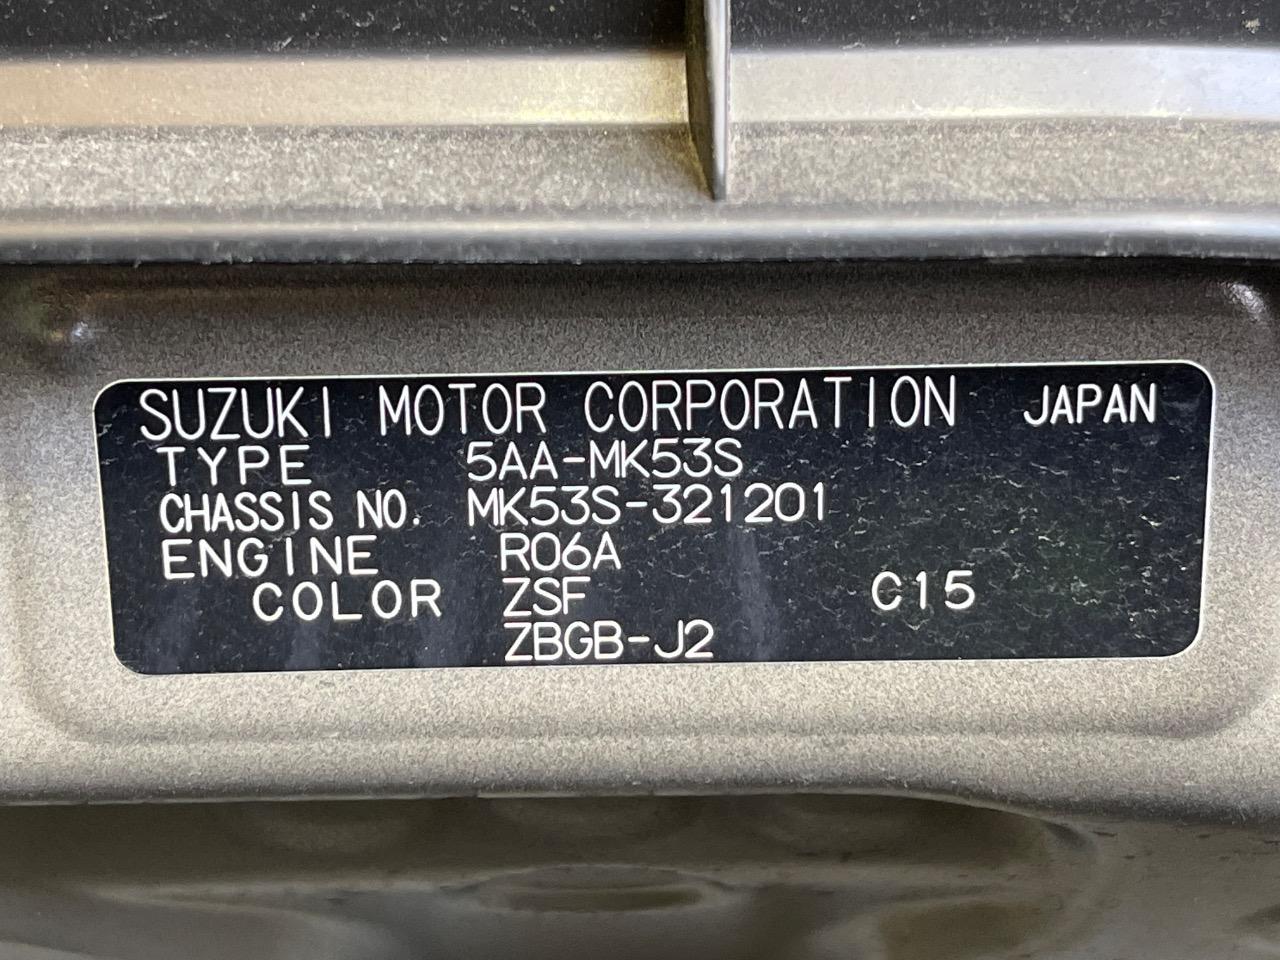 SUZUKI MOTOR CORPORATION JAPAN
TYPE 5AA-MK53S
CHASSIS NO. MK53S-321201
ENGINE R06A
COLOR ZSF C15
ZBGB-J2